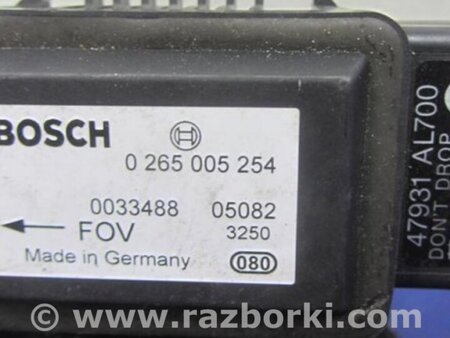 BOSCH
0 265 005 254
0033488 05082
FOV 3250
Made in Germany 080
47931 AL700
DON'T DROP
© www.razborki.com